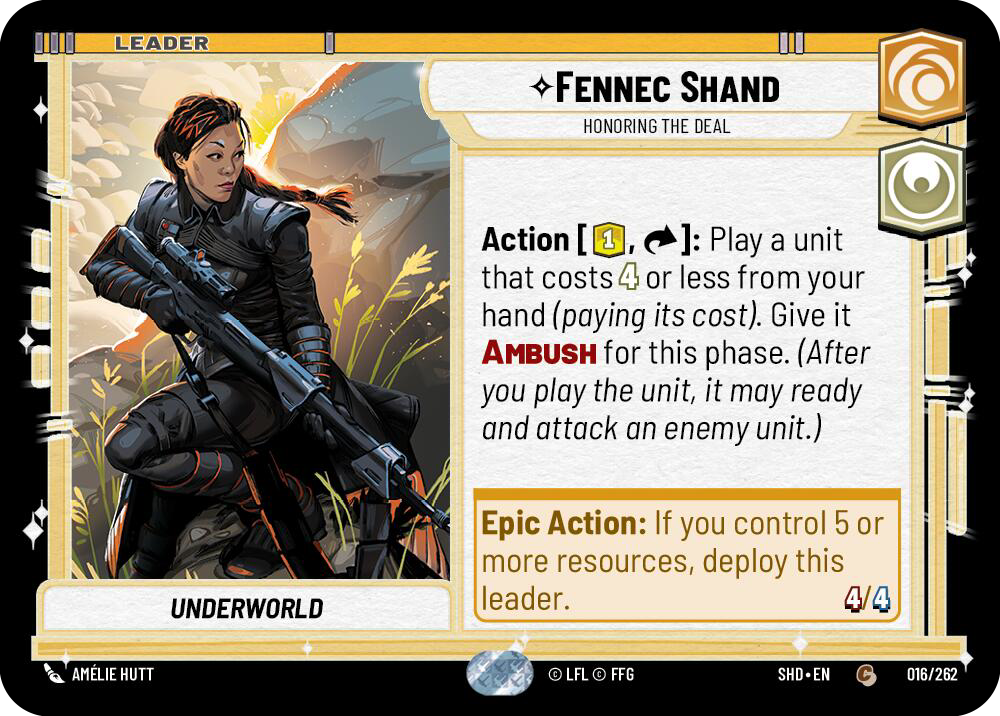 LEADER
✧FENNEC SHAND
HONORING THE DEAL
Action [1, ]: Play a unit
that costs 4 or less from your
hand (paying its cost). Give it
AMBUSH for this phase. (After
you play the unit, it may ready
and attack an enemy unit.)
Epic Action: If you control 5 or
more resources, deploy this
leader.
4/4
UNDERWORLD
AMÉLIE HUTT
© LFL © FFG
SHD•EN
C
016/262